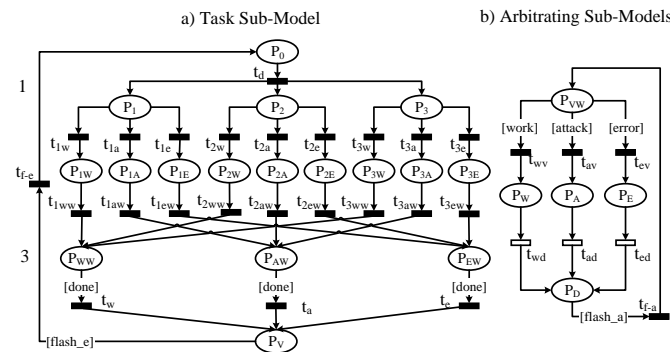 a) Task Sub-Model
b) Arbitrating Sub-Models
P0
1
td
P1 P2 P3
t1w t1a t1e t2w t2a t2e t3w t3a t3e
P1W P1A P1E P2W P2A P2E P3W P3A P3E
tf-e
t1ww t1aw t1ew t2ww t2aw t2ew t3ww t3aw t3ew
3
PWW PAW PEW
[done] [done] [done]
tw ta te
[flash_e]
PV
PVW
[work] [attack] [error]
twv tav tev
PW PA PE
twd tad ted
PD
[flash_a]
tf-a